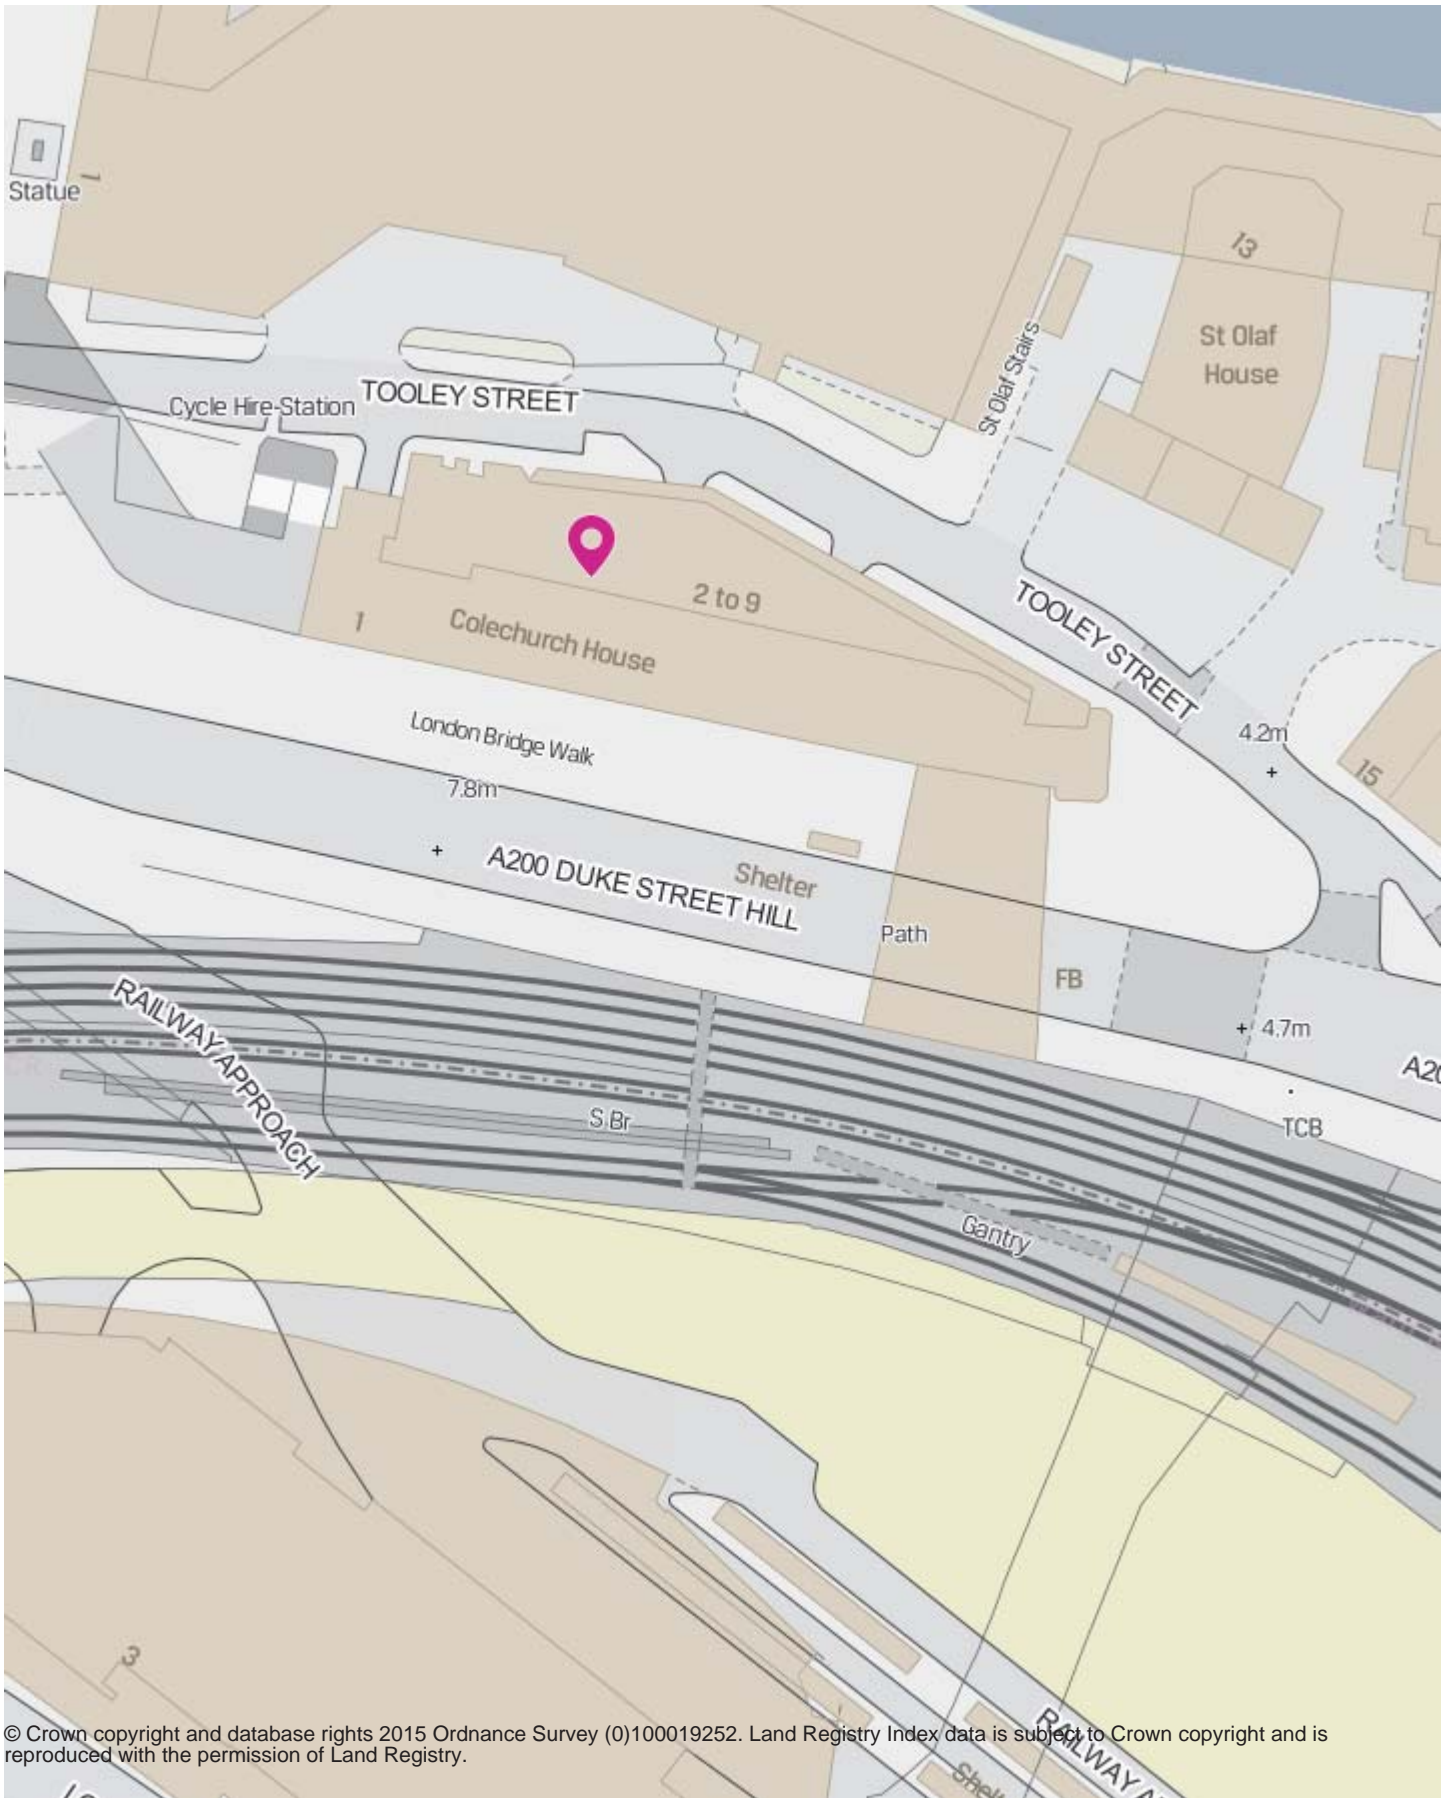 Statue
1
13
St Olaf
House
St Olaf Stairs
TOOLEY STREET
Cycle Hire-Station
2 to 9
TOOLEY STREET
1
Colechurch House
London Bridge Walk
4.2m
15
7.8m
A200 DUKE STREET HILL
Shelter
Path
FB
4.7m
RAILWAY APPROACH
S Br
TCB
Gantry
3
© Crown copyright and database rights 2015 Ordnance Survey (0)100019252. Land Registry Index data is subject to Crown copyright and is
reproduced with the permission of Land Registry.